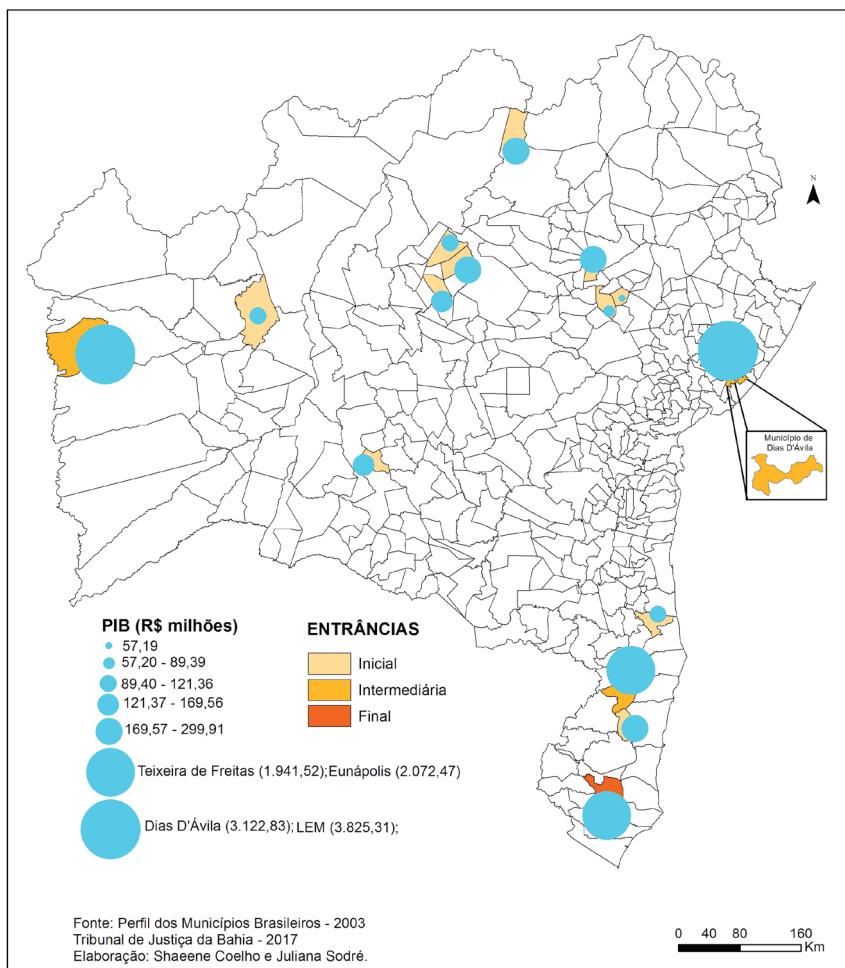 N
Município de
Dias D'Ávila
PIB (R$ milhões)
57,19
57,20 - 89,39
89,40 - 121,36
121,37 - 169,56
169,57 - 299,91
Teixeira de Freitas (1.941,52);Eunápolis (2.072,47)
Dias D'Ávila (3.122,83); LEM (3.825,31);
ENTRÂNCIAS
Inicial
Intermediária
Final
Fonte: Perfil dos Municípios Brasileiros - 2003
Tribunal de Justiça da Bahia - 2017
Elaboração: Shaeene Coelho e Juliana Sodré.
0 40 80 160
Km